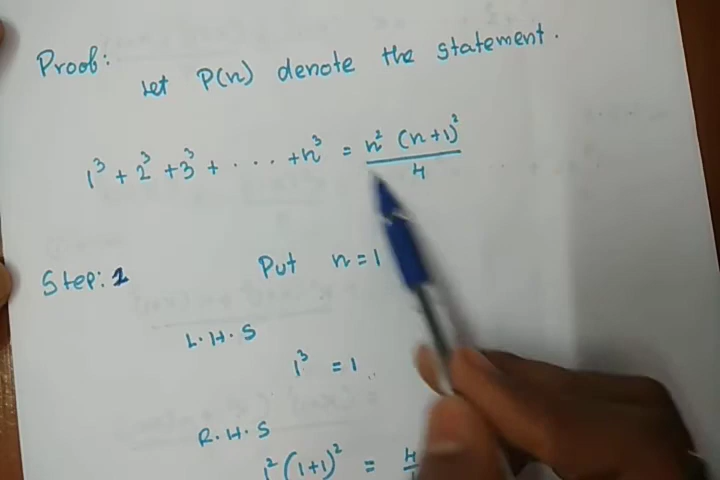 Proof:
Let P(n) denote the statement.
1³ + 2³ + 3³ + · · · + n³ = n² (n+1)² / 4
Step: 1 Put n = 1
L.H.S
1³ = 1
R.H.S
1² (1+1)² = 4